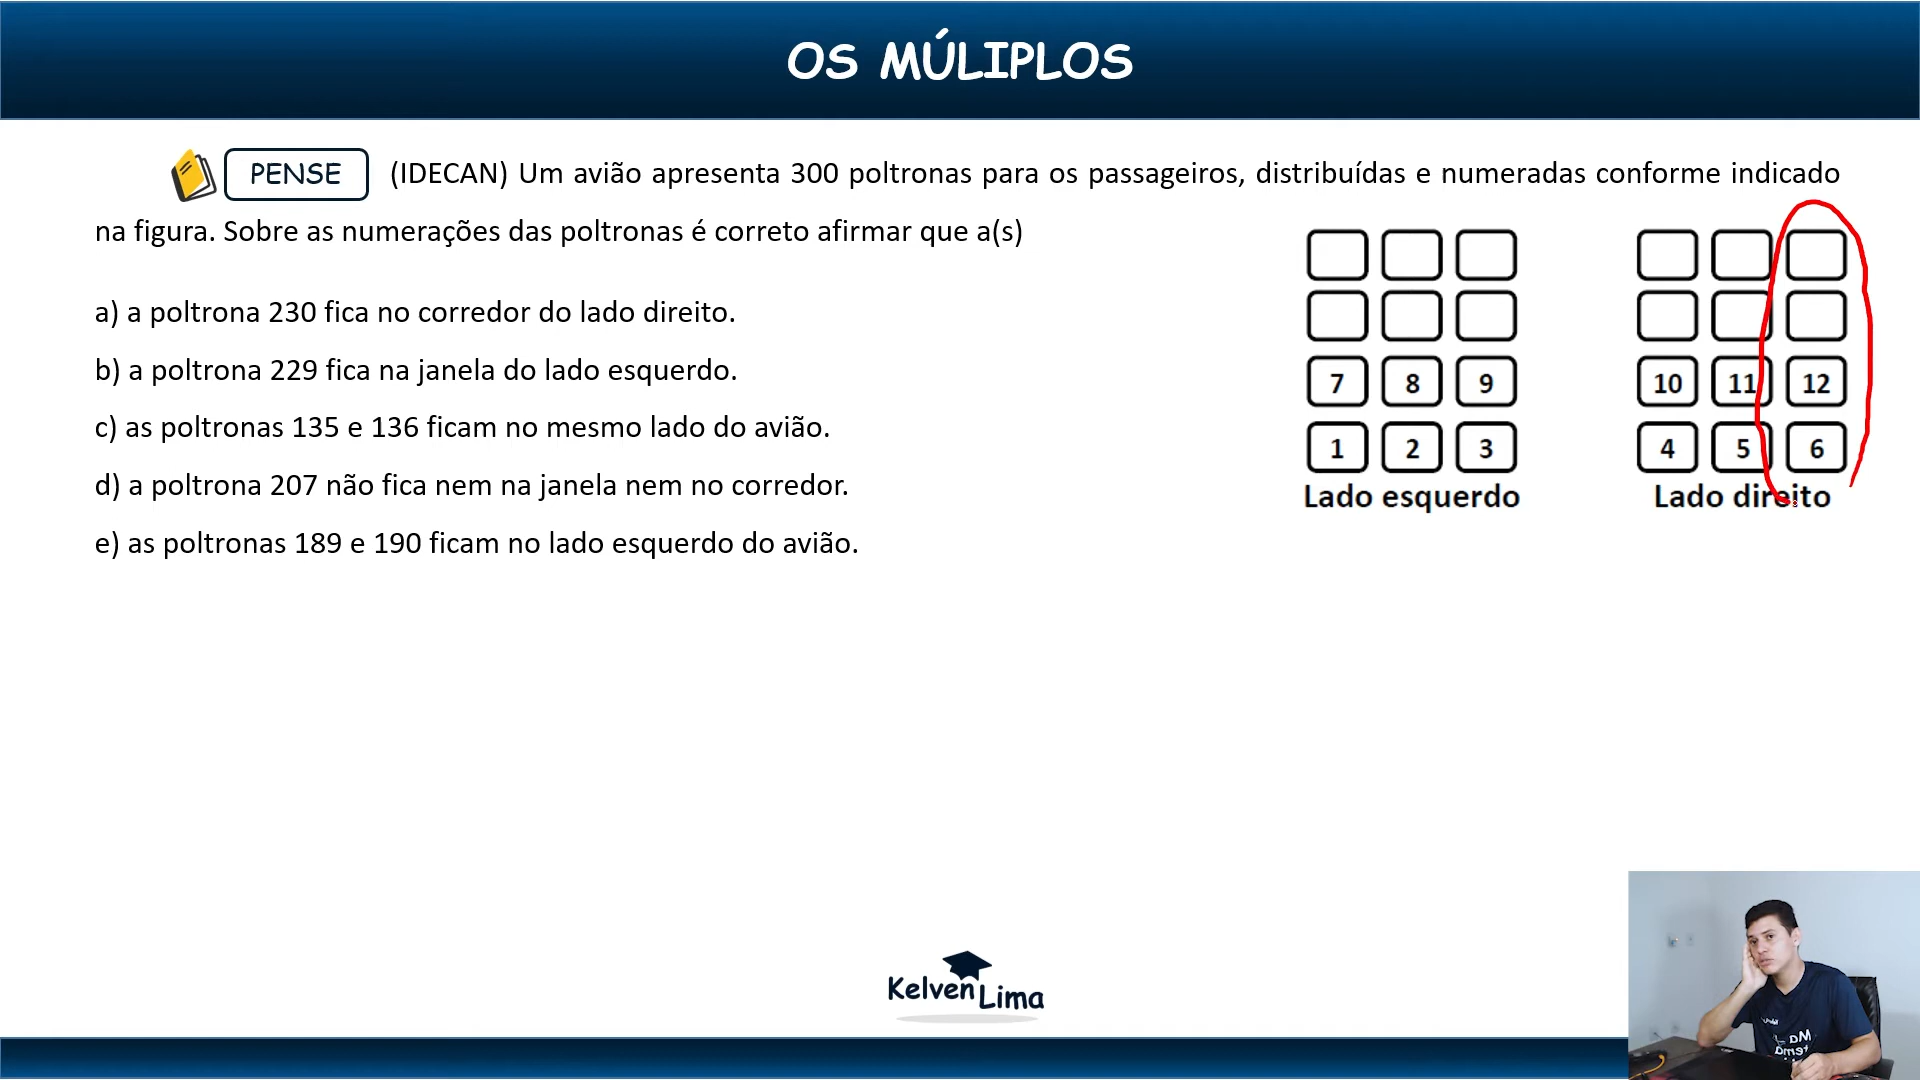 OS MÚLIPLOS
PENSE (IDECAN) Um avião apresenta 300 poltronas para os passageiros, distribuídas e numeradas conforme indicado
na figura. Sobre as numerações das poltronas é correto afirmar que a(s)
a) a poltrona 230 fica no corredor do lado direito.
b) a poltrona 229 fica na janela do lado esquerdo.
c) as poltronas 135 e 136 ficam no mesmo lado do avião.
d) a poltrona 207 não fica nem na janela nem no corredor.
e) as poltronas 189 e 190 ficam no lado esquerdo do avião.
7 8 9 10 11 12
1 2 3 4 5 6
Lado esquerdo Lado direito
Kelven Lima